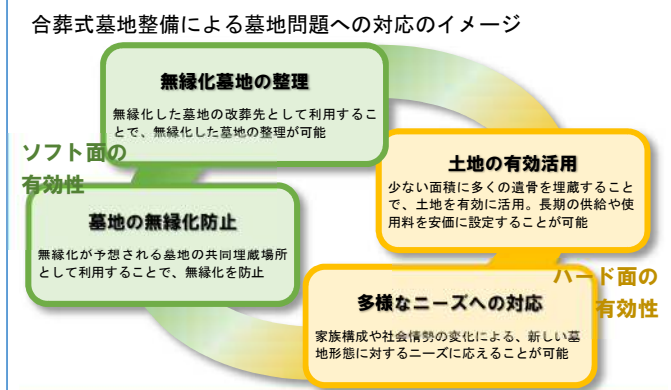 合葬式墓地整備による墓地問題への対応のイメージ
無縁化墓地の整理
無縁化した墓地の改葬先として利用するこ
とで、無縁化した墓地の整理が可能
ソフト面の
有効性
土地の有効活用
少ない面積に多くの遺骨を埋蔵すること
で、土地を有効に活用。長期の供給や使
用料を安価に設定することが可能
墓地の無縁化防止
無縁化が予想される墓地の共同埋蔵場所
として利用することで、無縁化を防止
ハード面の
有効性
多様なニーズへの対応
家族構成や社会情勢の変化による、新しい墓
地形態に対するニーズに応えることが可能